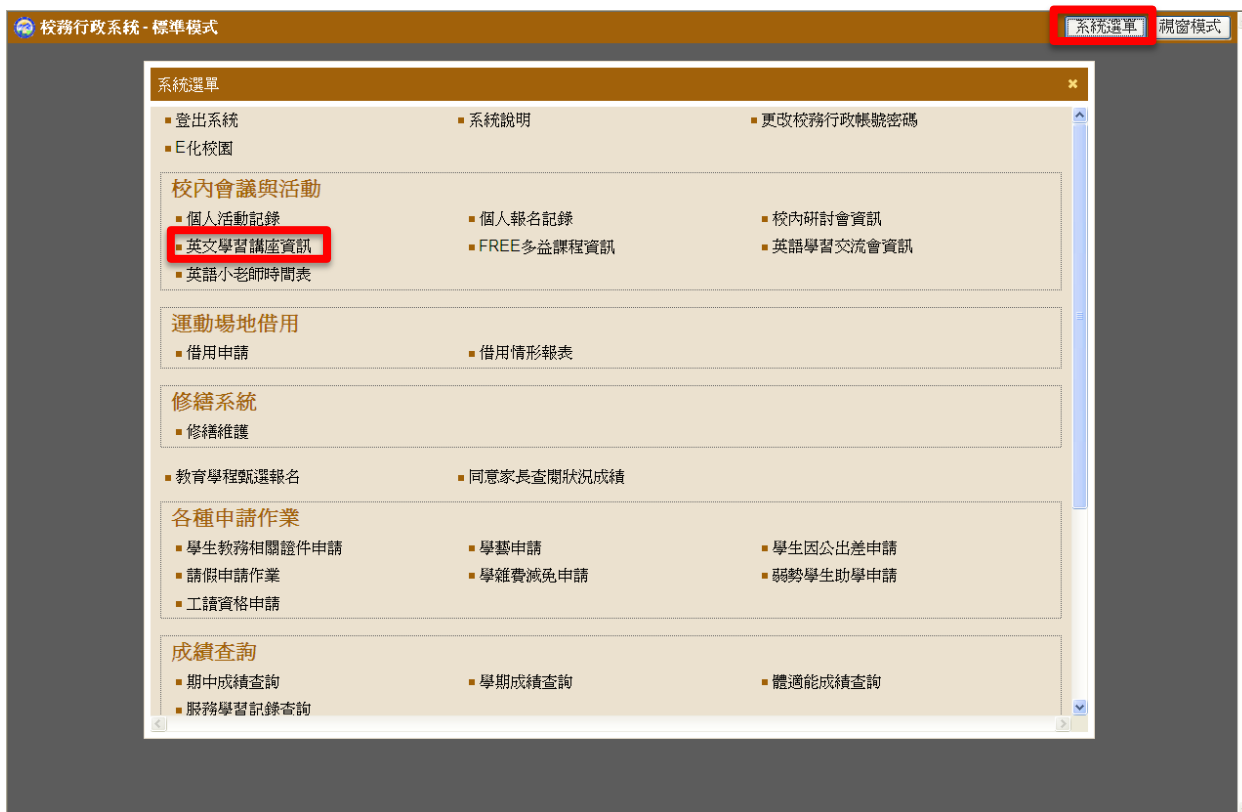 校務行政系統 - 標準模式 系統選單 視窗模式
系統選單
登出系統 系統說明 更改校務行政帳號密碼
E化校園
校內會議與活動
個人活動記錄 個人報名記錄 校內研討會資訊
英文學習講座資訊 FREE多益課程資訊 英語學習交流會資訊
英語小老師時間表
運動場地借用
借用申請 借用情形報表
修繕系統
修繕維護
教育學程甄選報名 同意家長查閱狀況成績
各種申請作業
學生教務相關證件申請 學藝申請 學生因公出差申請
請假申請作業 學雜費減免申請 弱勢學生助學申請
工讀資格申請
成績查詢
期中成績查詢 學期成績查詢 體適能成績查詢
服務學習記錄查詢